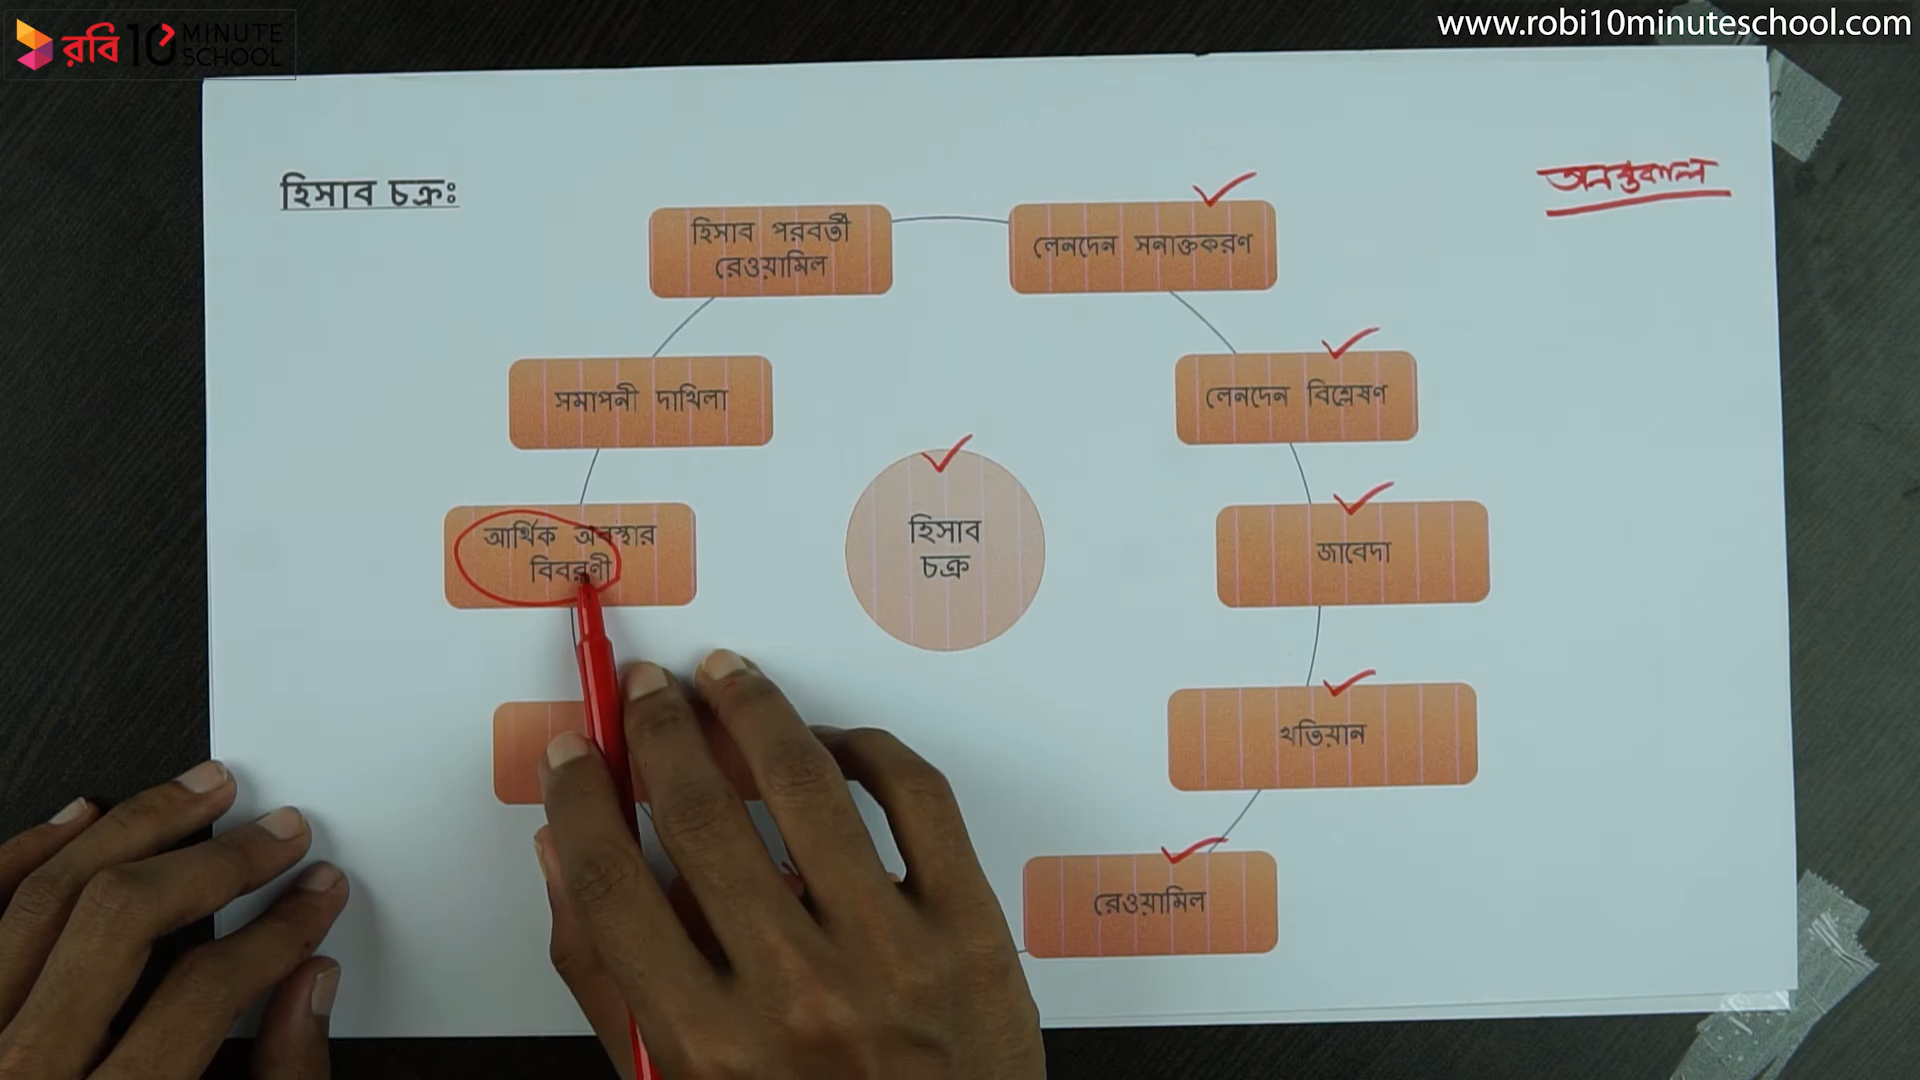 রবি 10 MINUTE SCHOOL
www.robi10minuteschool.com
হিসাব চক্রঃ
অনন্তকাল
হিসাব পরবর্তী
রেওয়ামিল
লেনদেন সনাক্তকরণ
সমাপনী দাখিলা
লেনদেন বিশ্লেষণ
আর্থিক অবস্থার
বিবরণী
হিসাব
চক্র
জাবেদা
খতিয়ান
রেওয়ামিল